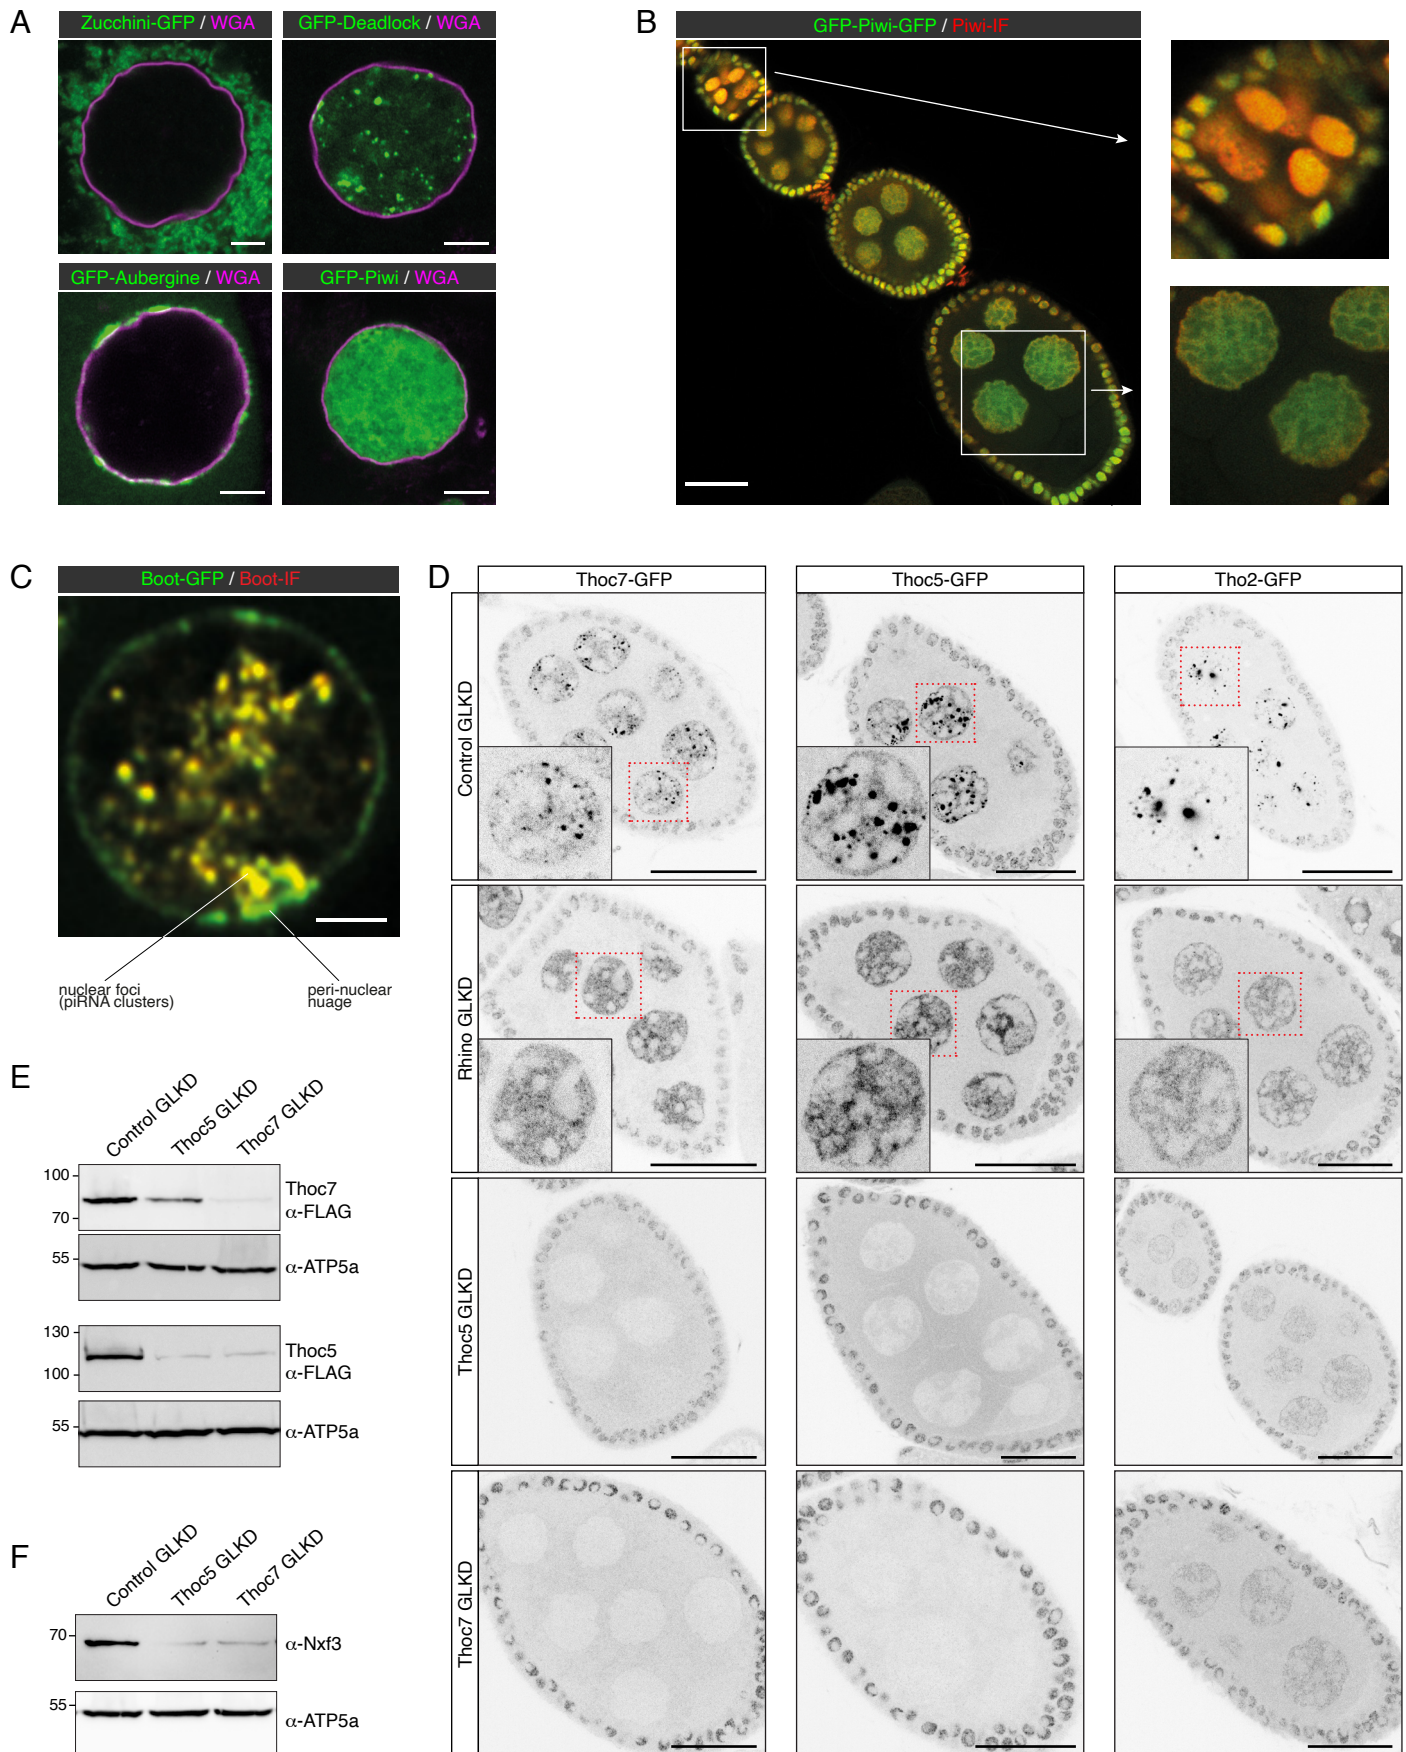 A
Zucchini-GFP / WGA
GFP-Deadlock / WGA
GFP-Aubergine / WGA
GFP-Piwi / WGA
B
GFP-Piwi-GFP / Piwi-IF
C
Boot-GFP / Boot-IF
nuclear foci
(piRNA clusters)
peri-nuclear
nuage
D
Thoc7-GFP
Thoc5-GFP
Tho2-GFP
Control GLKD
Rhino GLKD
Thoc5 GLKD
Thoc7 GLKD
E
Control GLKD
Thoc5 GLKD
Thoc7 GLKD
100
70
Thoc7
α-FLAG
55
α-ATP5a
130
100
Thoc5
α-FLAG
55
α-ATP5a
F
Control GLKD
Thoc5 GLKD
Thoc7 GLKD
70
α-Nxf3
55
α-ATP5a